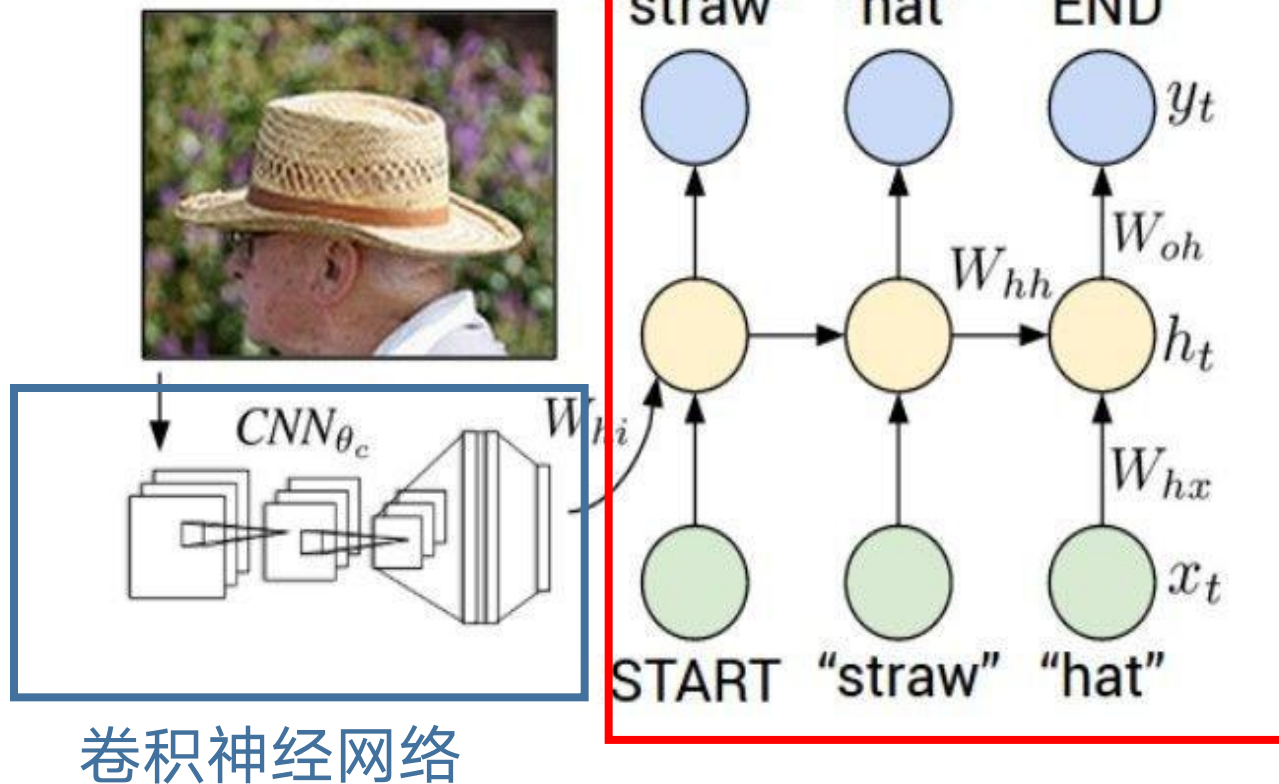 straw hat END
y_t
W_oh
W_hh
h_t
CNN_θ_c
W_hi
W_hx
x_t
START “straw” “hat”
卷积神经网络